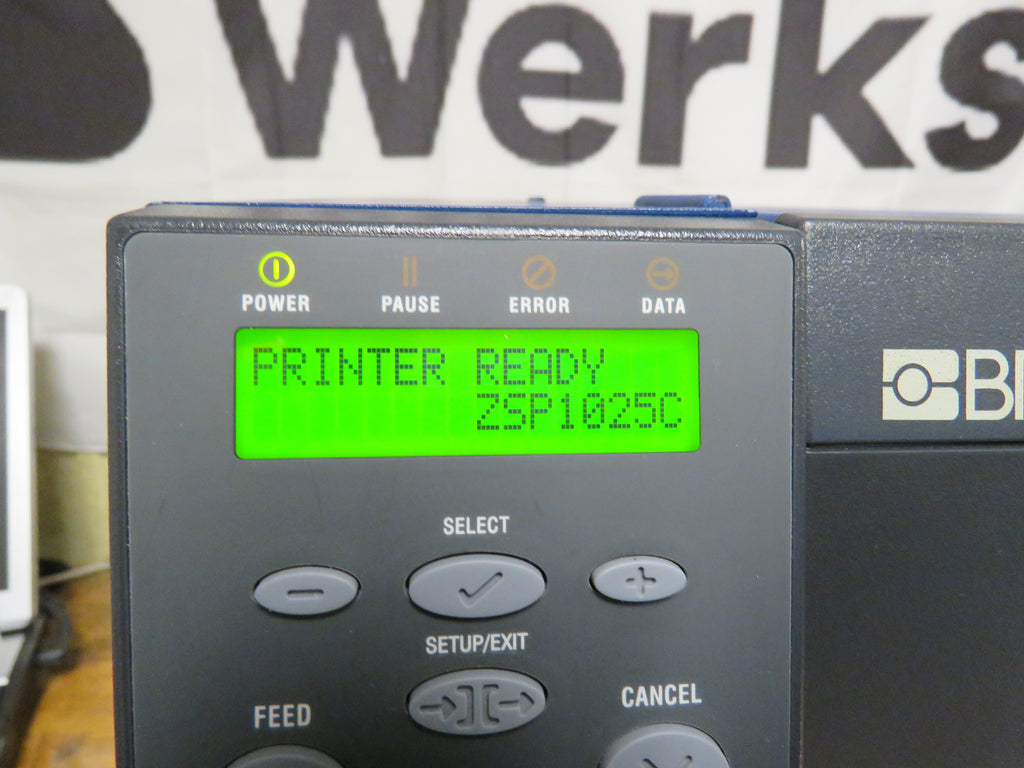 Werks
POWER
PAUSE
ERROR
DATA
PRINTER READY
ZSP1025C
SELECT
SETUP/EXIT
FEED
CANCEL